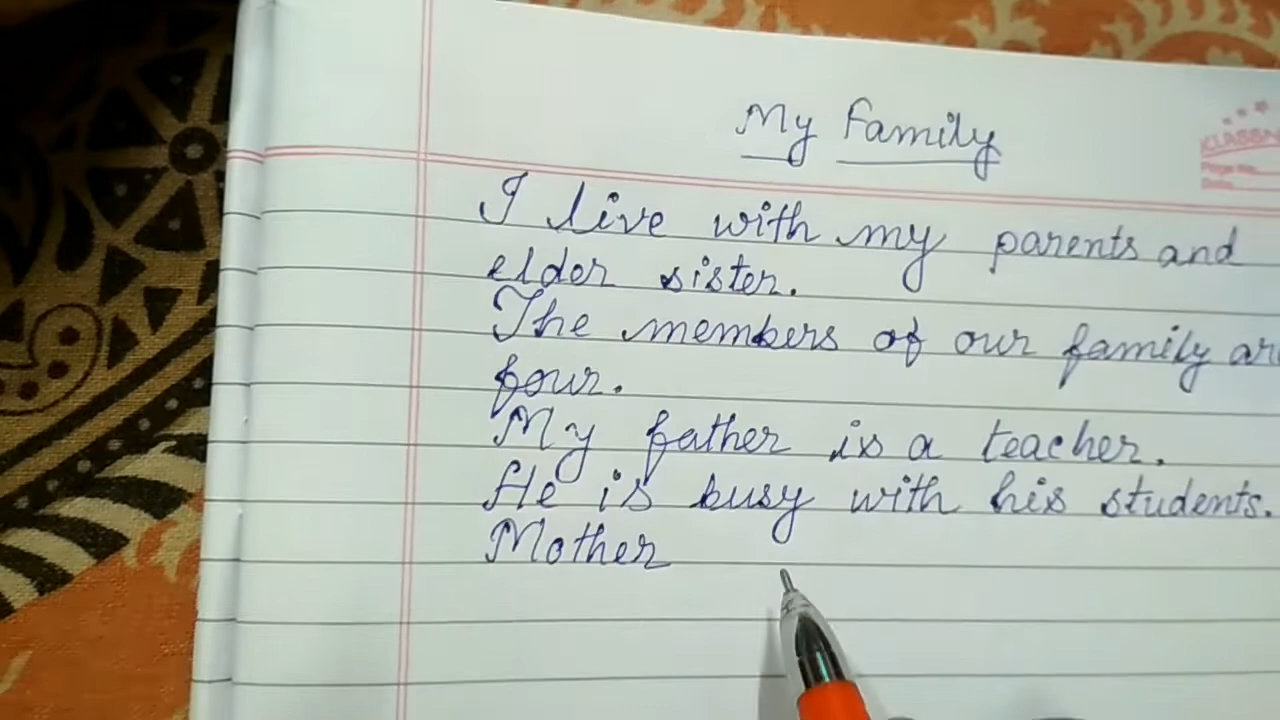 My Family
I live with my parents and
elder sister.
The members of our family are
four.
My father is a teacher.
He is busy with his students.
Mother